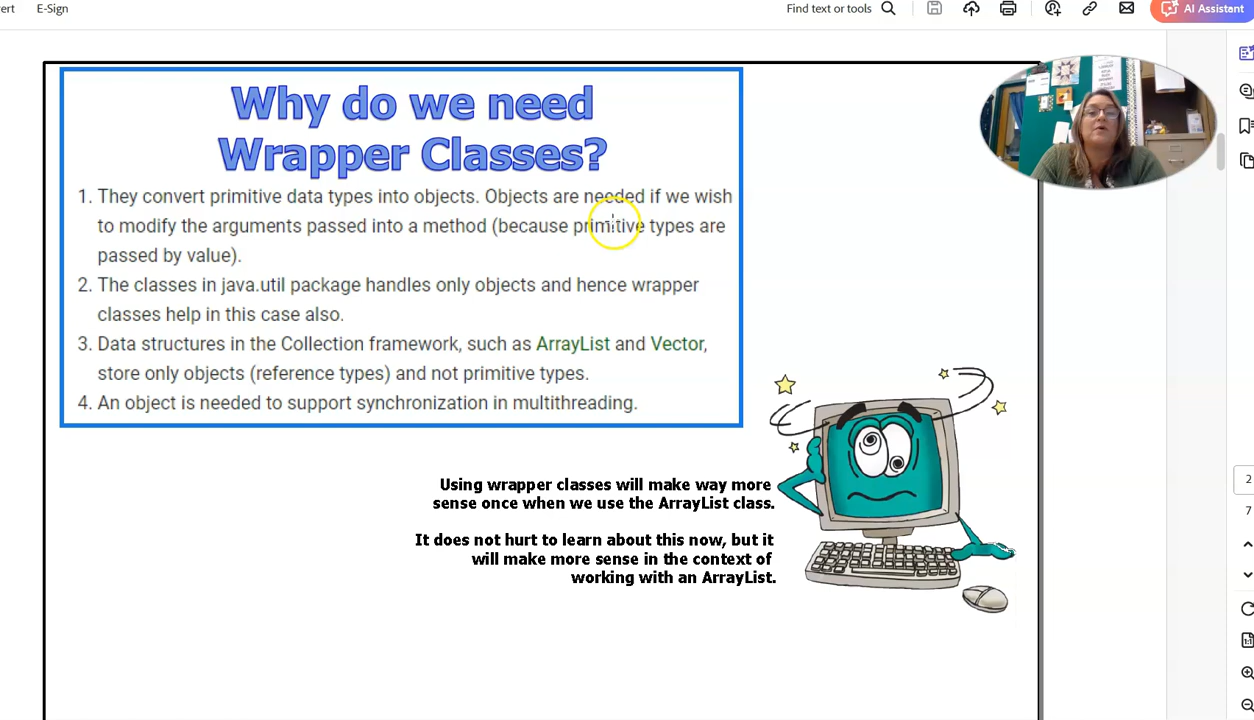 ert
E-Sign
Find text or tools
AI Assistant
Why do we need
Wrapper Classes?
1. They convert primitive data types into objects. Objects are needed if we wish
to modify the arguments passed into a method (because primitive types are
passed by value).
2. The classes in java.util package handles only objects and hence wrapper
classes help in this case also.
3. Data structures in the Collection framework, such as ArrayList and Vector,
store only objects (reference types) and not primitive types.
4. An object is needed to support synchronization in multithreading.
Using wrapper classes will make way more
sense once when we use the ArrayList class.
It does not hurt to learn about this now, but it
will make more sense in the context of
working with an ArrayList.
2
7